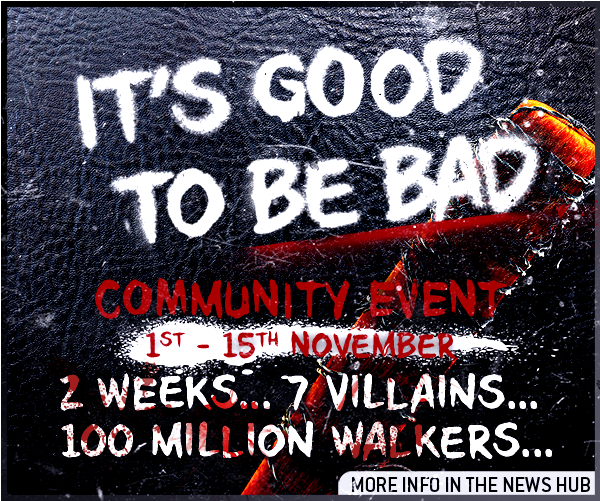 IT'S GOOD
TO BE BAD
COMMUNITY EVENT
1ST - 15TH NOVEMBER
2 WEEKS... 7 VILLAINS...
100 MILLION WALKERS...
MORE INFO IN THE NEWS HUB